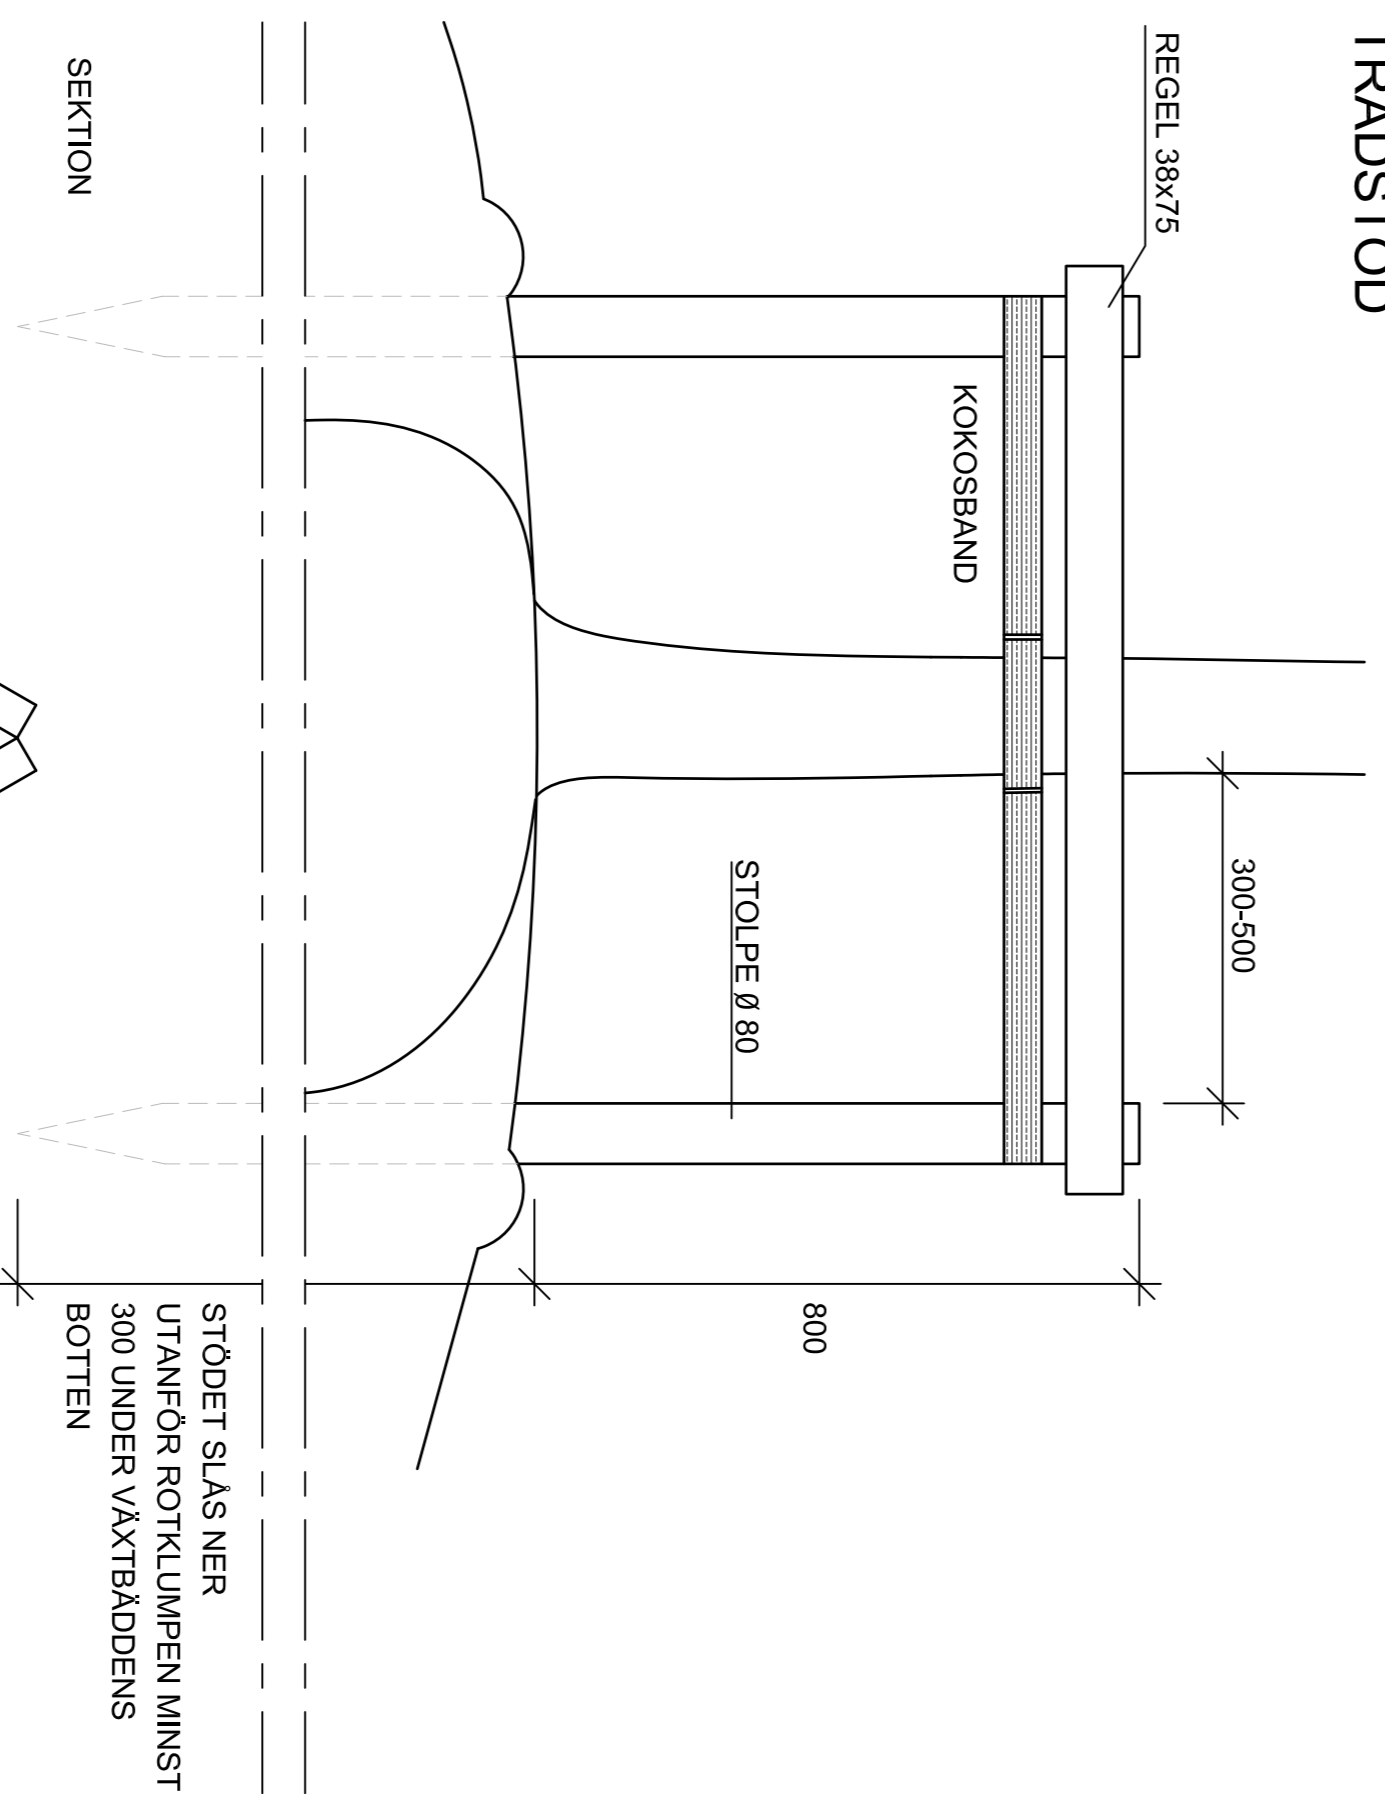 TRÄDSTÖD
REGEL 38x75
300-500
KOKOSBAND
STOLPE Ø 80
800
STÖDET SLÅS NER
UTANFÖR ROTKLUMPEN MINST
300 UNDER VÄXTBÄDDENS
BOTTEN
SEKTION